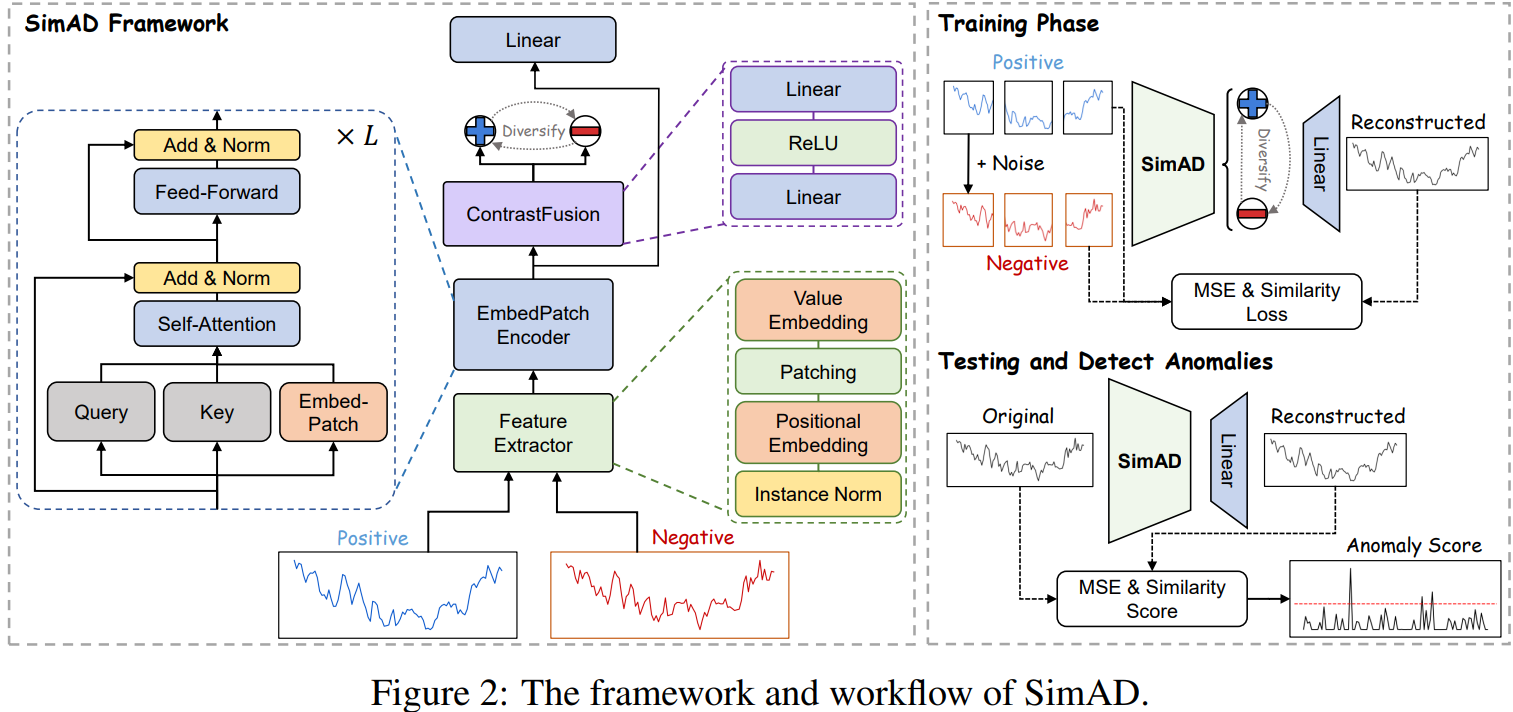 SimAD Framework
Linear
Diversify
ContrastFusion
EmbedPatch
Encoder
Feature
Extractor
Positive
Negative
× L
Add & Norm
Feed-Forward
Add & Norm
Self-Attention
Query
Key
Embed-
Patch
Linear
ReLU
Linear
Value
Embedding
Patching
Positional
Embedding
Instance Norm
Training Phase
Positive
+ Noise
Negative
SimAD
Diversify
Linear
Reconstructed
MSE & Similarity
Loss
Testing and Detect Anomalies
Original
SimAD
Linear
Reconstructed
MSE & Similarity
Score
Anomaly Score
Figure 2: The framework and workflow of SimAD.